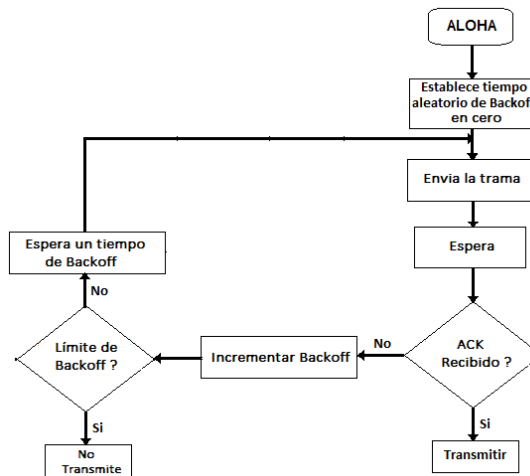 ALOHA
Establece tiempo
aleatorio de Backoff
en cero
Envia la trama
Espera
ACK
Recibido ?
Si
Transmitir
No
Incrementar Backoff
Límite de
Backoff ?
Si
No
Transmite
No
Espera un tiempo
de Backoff